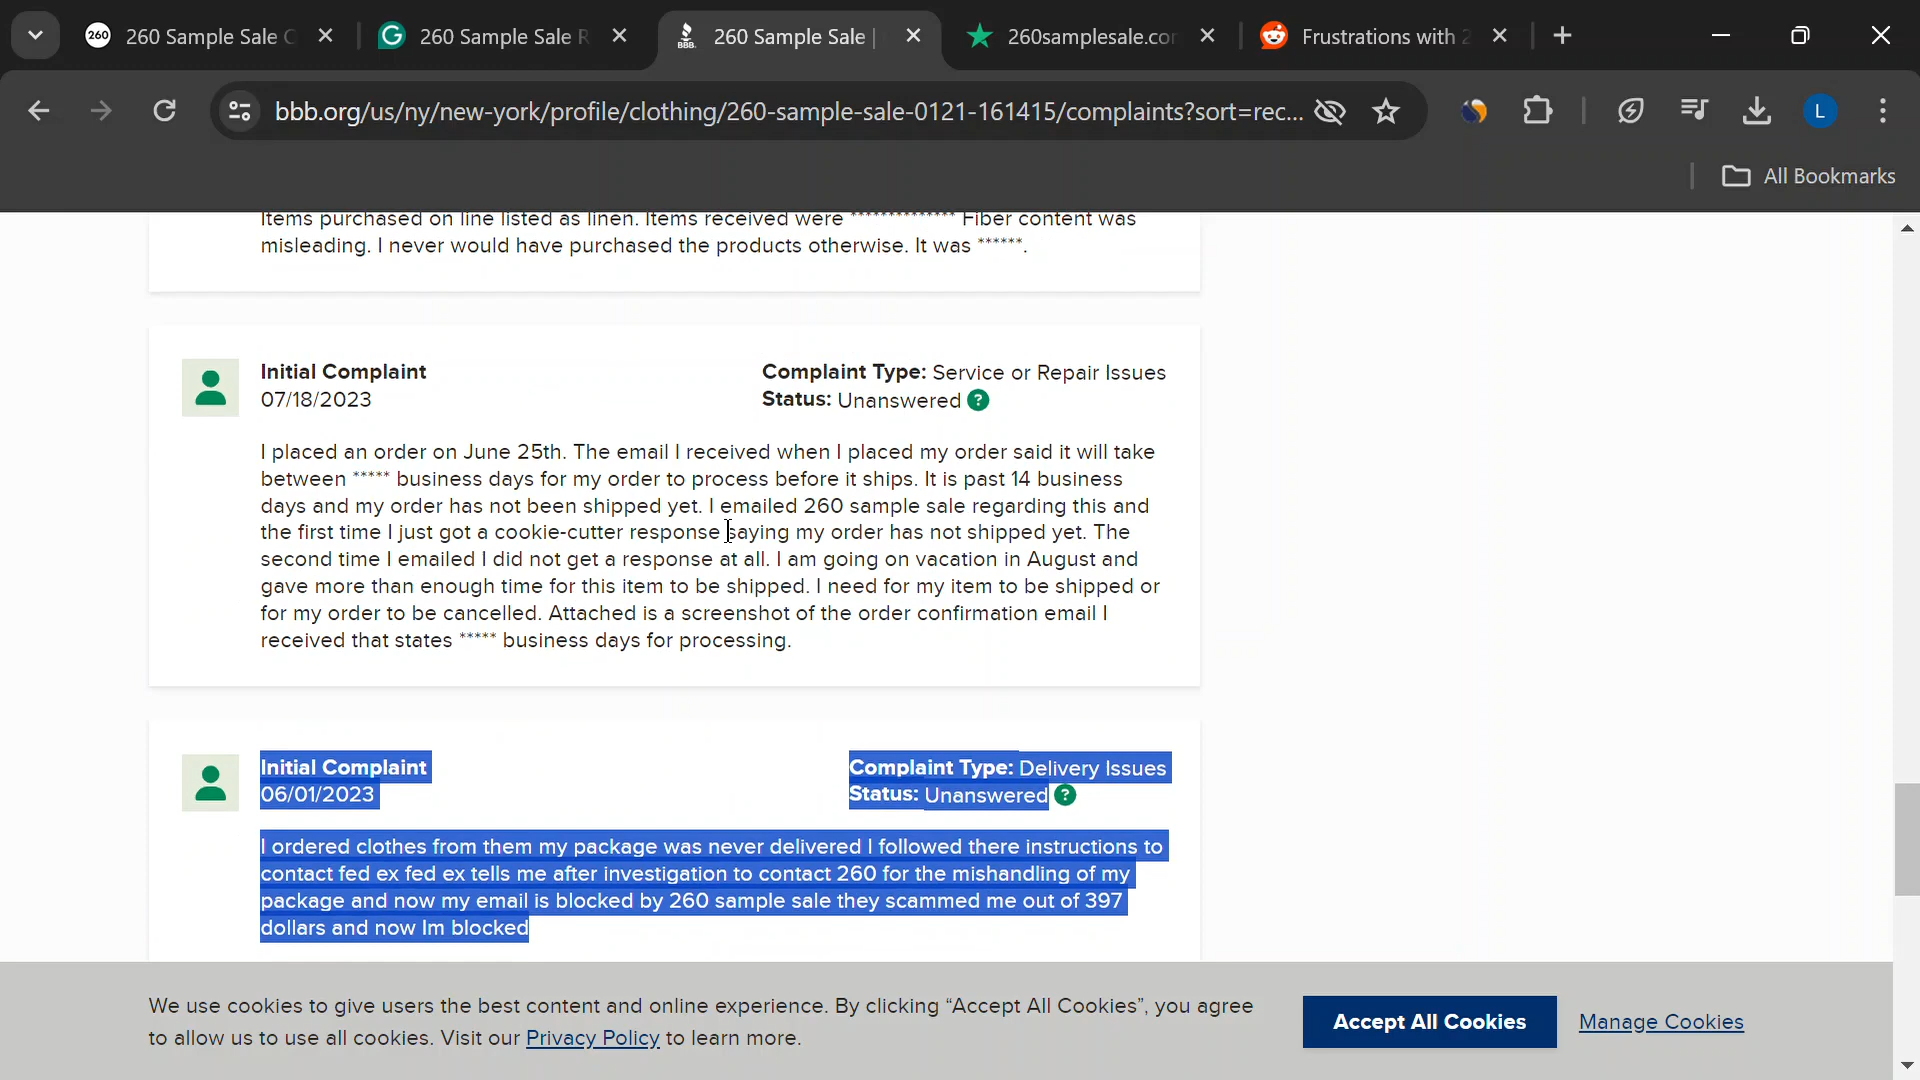 260 Sample Sale C
260 Sample Sale R
260 Sample Sale |
260samplesale.con
Frustrations with 2
bbb.org/us/ny/new-york/profile/clothing/260-sample-sale-0121-161415/complaints?sort=rec...
L
All Bookmarks
Items purchased on line listed as linen. Items received were ************** Fiber content was
misleading. I never would have purchased the products otherwise. It was ******.
Initial Complaint
07/18/2023
Complaint Type: Service or Repair Issues
Status: Unanswered ?
I placed an order on June 25th. The email I received when I placed my order said it will take
between ***** business days for my order to process before it ships. It is past 14 business
days and my order has not been shipped yet. I emailed 260 sample sale regarding this and
the first time I just got a cookie-cutter response saying my order has not shipped yet. The
second time I emailed I did not get a response at all. I am going on vacation in August and
gave more than enough time for this item to be shipped. I need for my item to be shipped or
for my order to be cancelled. Attached is a screenshot of the order confirmation email I
received that states ***** business days for processing.
Initial Complaint
06/01/2023
Complaint Type: Delivery Issues
Status: Unanswered ?
I ordered clothes from them my package was never delivered I followed there instructions to
contact fed ex fed ex tells me after investigation to contact 260 for the mishandling of my
package and now my email is blocked by 260 sample sale they scammed me out of 397
dollars and now Im blocked
We use cookies to give users the best content and online experience. By clicking “Accept All Cookies”, you agree
to allow us to use all cookies. Visit our Privacy Policy to learn more.
Accept All Cookies
Manage Cookies